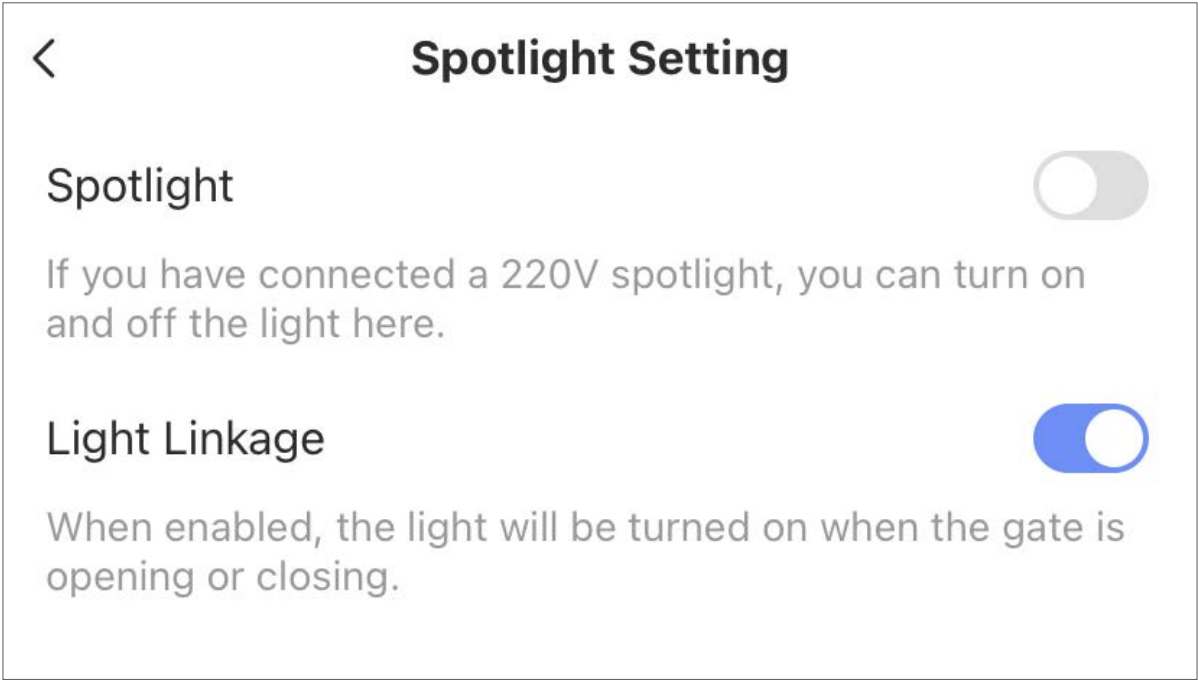 Spotlight Setting
Spotlight
If you have connected a 220V spotlight, you can turn on
and off the light here.
Light Linkage
When enabled, the light will be turned on when the gate is
opening or closing.